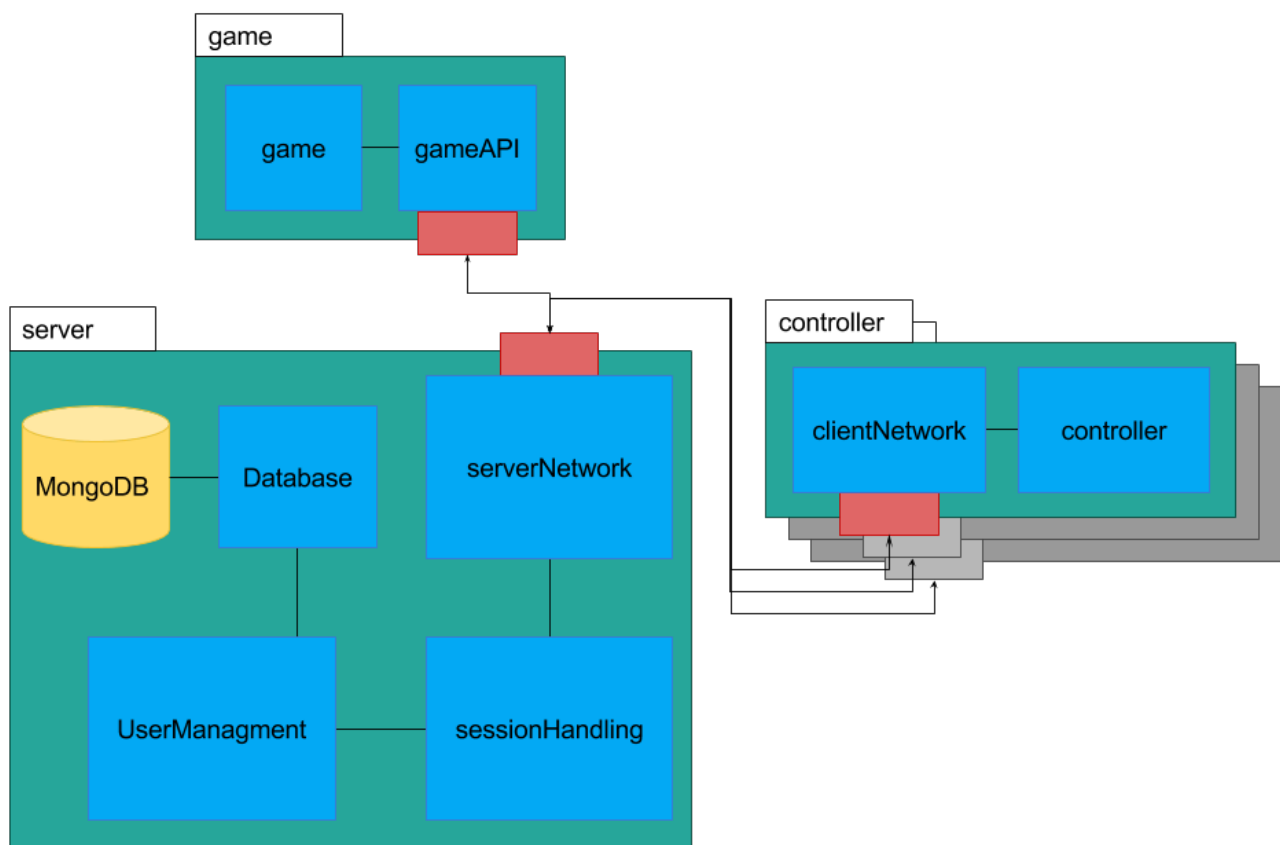 game
game
gameAPI
server
MongoDB
Database
serverNetwork
UserManagment
sessionHandling
controller
clientNetwork
controller